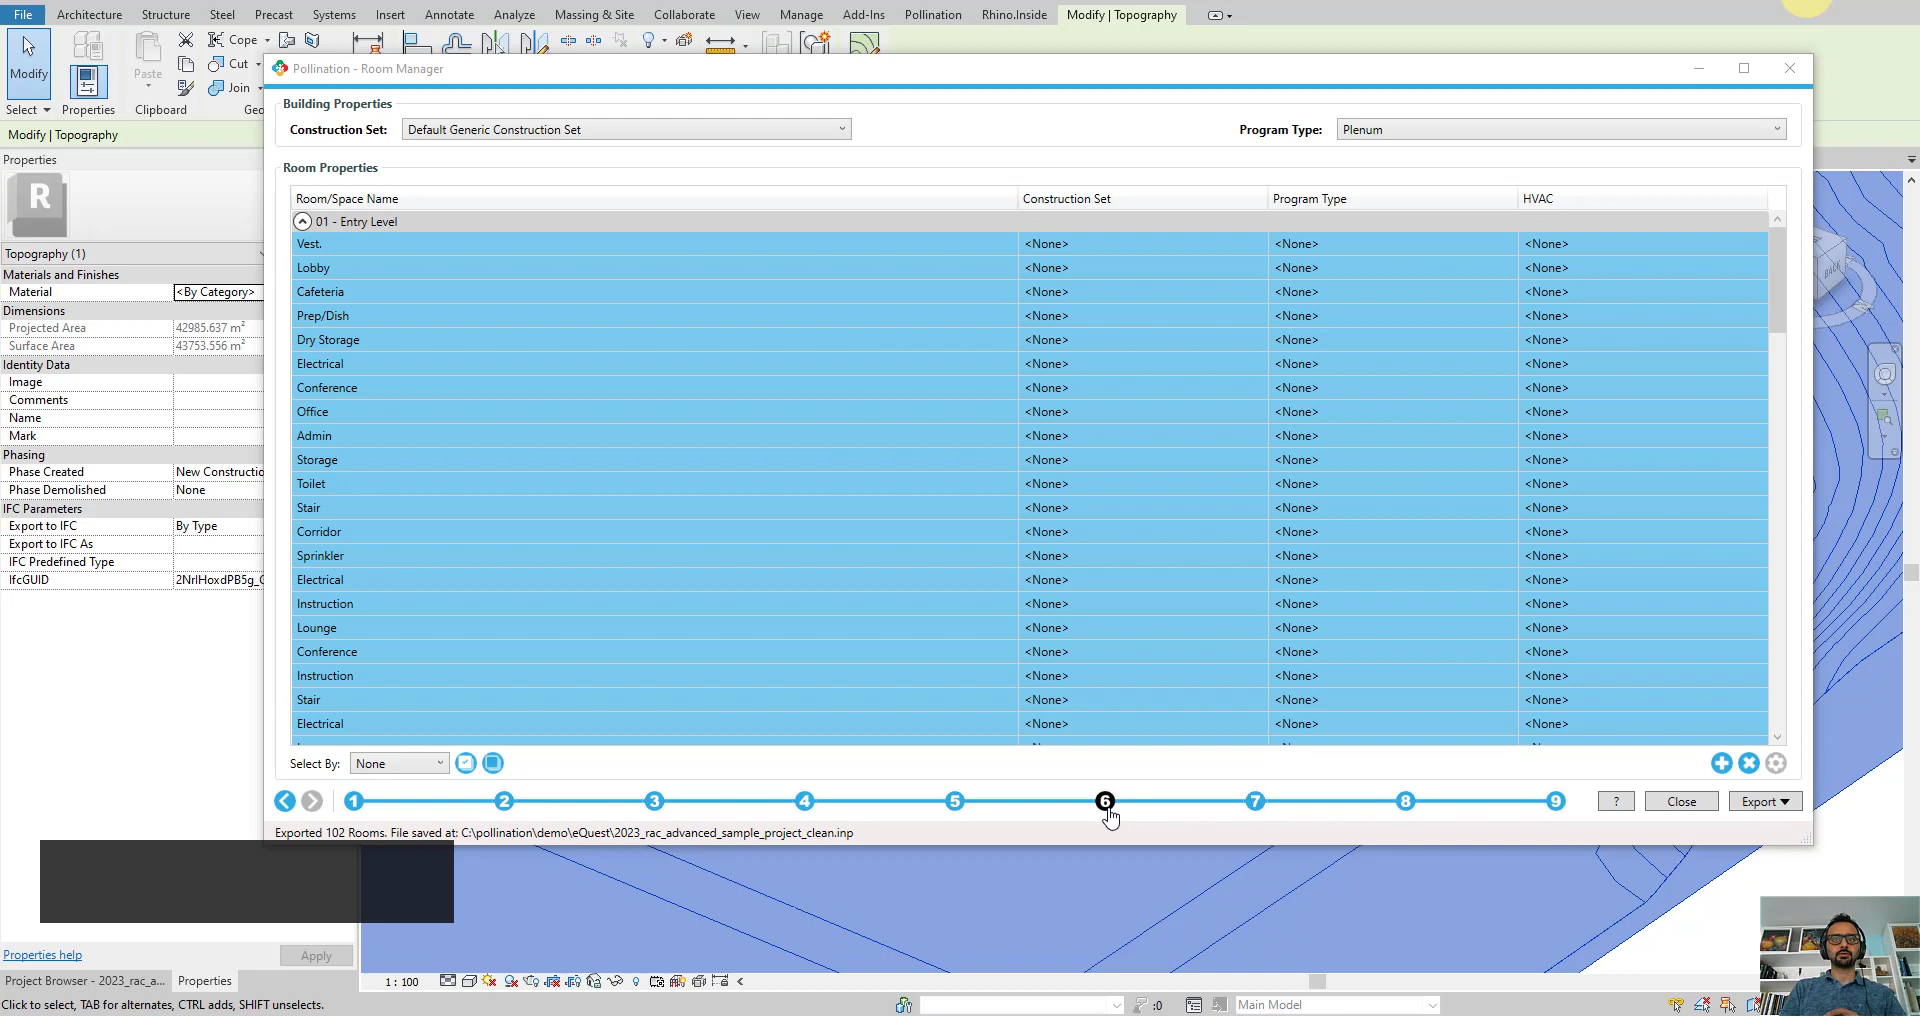 File Architecture Structure Steel Precast Systems Insert Annotate Analyze Massing & Site Collaborate View Manage Add-Ins Pollination Rhino.Inside Modify | Topography
Modify
Paste
Cope
Cut
Join
Select Properties Clipboard Geo
Modify | Topography
Properties
R
Topography (1)
Materials and Finishes
Material <By Category>
Dimensions
Projected Area 42985.637 m²
Surface Area 43753.556 m²
Identity Data
Image
Comments
Name
Mark
Phasing
Phase Created New Constructio
Phase Demolished None
IFC Parameters
Export to IFC By Type
Export to IFC As
IFC Predefined Type
IfcGUID
Properties help Apply
Project Browser - 2023_rac_a... Properties
Click to select, TAB for alternates, CTRL adds, SHIFT unselects.
Pollination - Room Manager
Building Properties
Construction Set: Default Generic Construction Set Program Type: Plenum
Room Properties
Room/Space Name Construction Set Program Type HVAC
01 - Entry Level
Vest. <None> <None> <None>
Lobby <None> <None> <None>
Cafeteria <None> <None> <None>
Prep/Dish <None> <None> <None>
Dry Storage <None> <None> <None>
Electrical <None> <None> <None>
Conference <None> <None> <None>
Office <None> <None> <None>
Admin <None> <None> <None>
Storage <None> <None> <None>
Toilet <None> <None> <None>
Stair <None> <None> <None>
Corridor <None> <None> <None>
Sprinkler <None> <None> <None>
Electrical <None> <None> <None>
Instruction <None> <None> <None>
Lounge <None> <None> <None>
Conference <None> <None> <None>
Instruction <None> <None> <None>
Stair <None> <None> <None>
Electrical <None> <None> <None>
Select By: None
1 2 3 4 5 6 7 8 9 ? Close Export
Exported 102 Rooms. File saved at: C:\pollination\demo\eQuest\2023_rac_advanced_sample_project_clean.inp
BACK
1 : 100
:0 Main Model